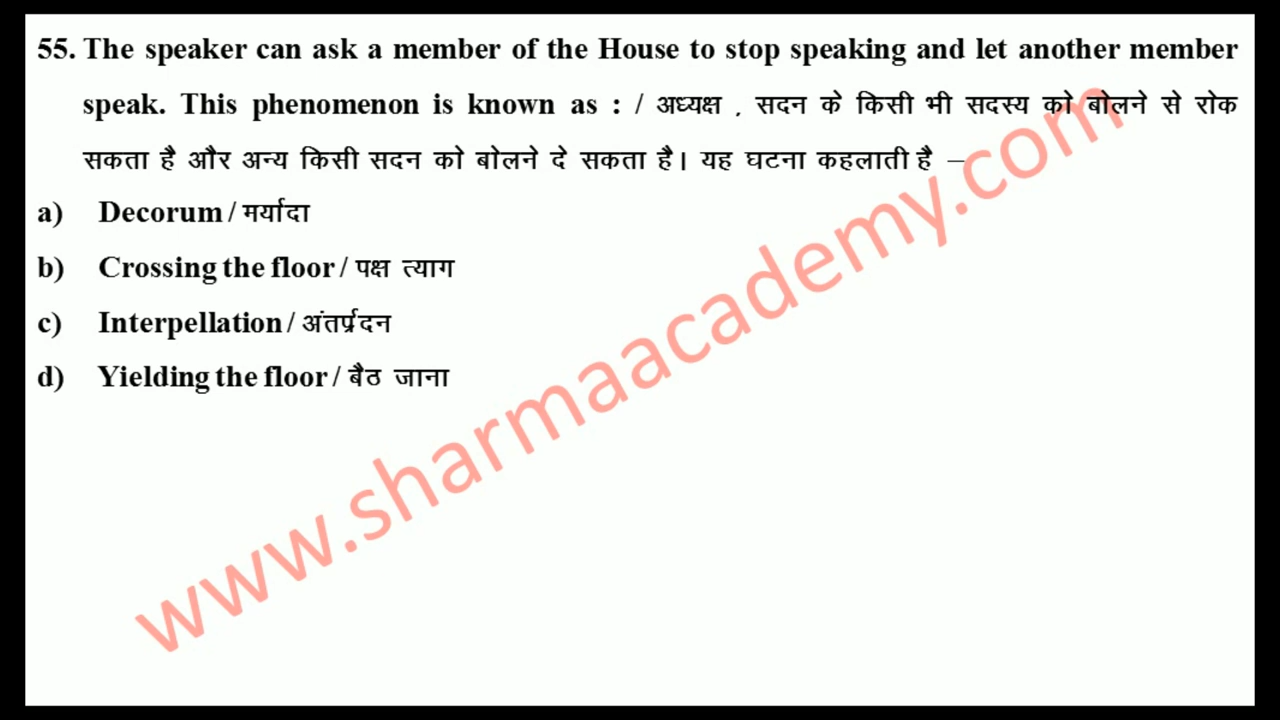 55. The speaker can ask a member of the House to stop speaking and let another member
speak. This phenomenon is known as : / अध्यक्ष , सदन के किसी भी सदस्य को बोलने से रोक
सकता है और अन्य किसी सदन को बोलने दे सकता है। यह घटना कहलाती है –
a) Decorum / मर्यादा
b) Crossing the floor / पक्ष त्याग
c) Interpellation / अंतर्प्रदन
d) Yielding the floor / बैठ जाना
www.sharmaacademy.com